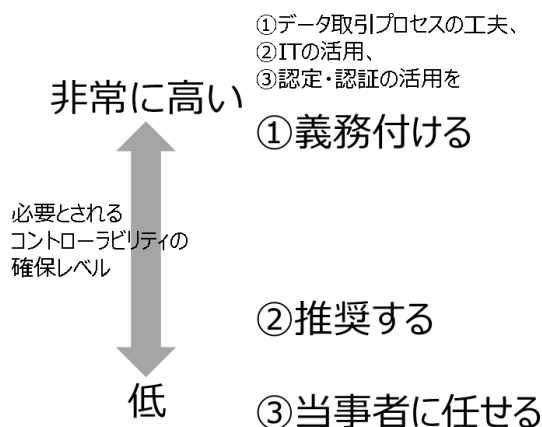 ①データ取引プロセスの工夫、
②ITの活用、
③認定・認証の活用を
非常に高い
①義務付ける
必要とされる
コントローラビリティの
確保レベル
②推奨する
低
③当事者に任せる